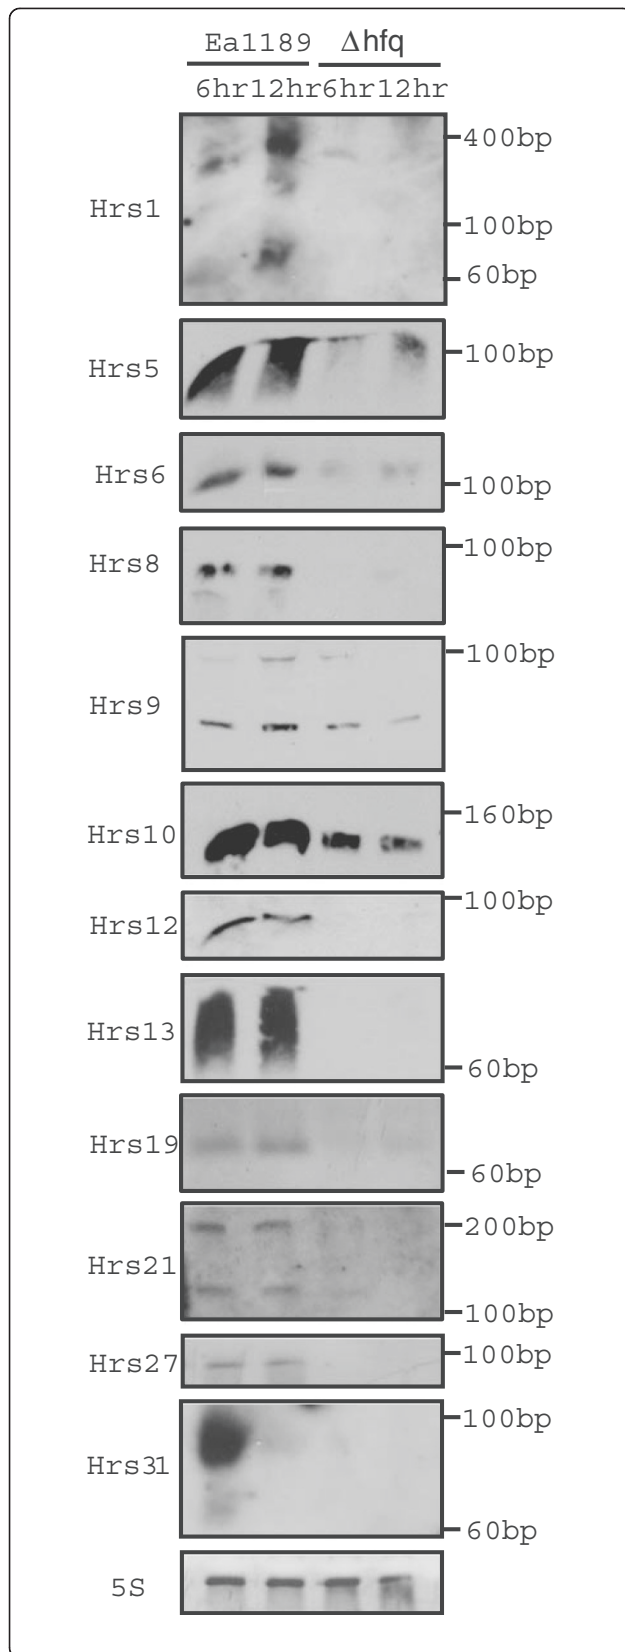 Ea1189 Δhfq
6hr12hr6hr12hr
Hrs1
400bp
100bp
60bp
Hrs5
100bp
Hrs6
100bp
Hrs8
100bp
Hrs9
100bp
Hrs10
160bp
Hrs12
100bp
Hrs13
60bp
Hrs19
60bp
Hrs21
200bp
100bp
Hrs27
100bp
Hrs31
100bp
60bp
5S